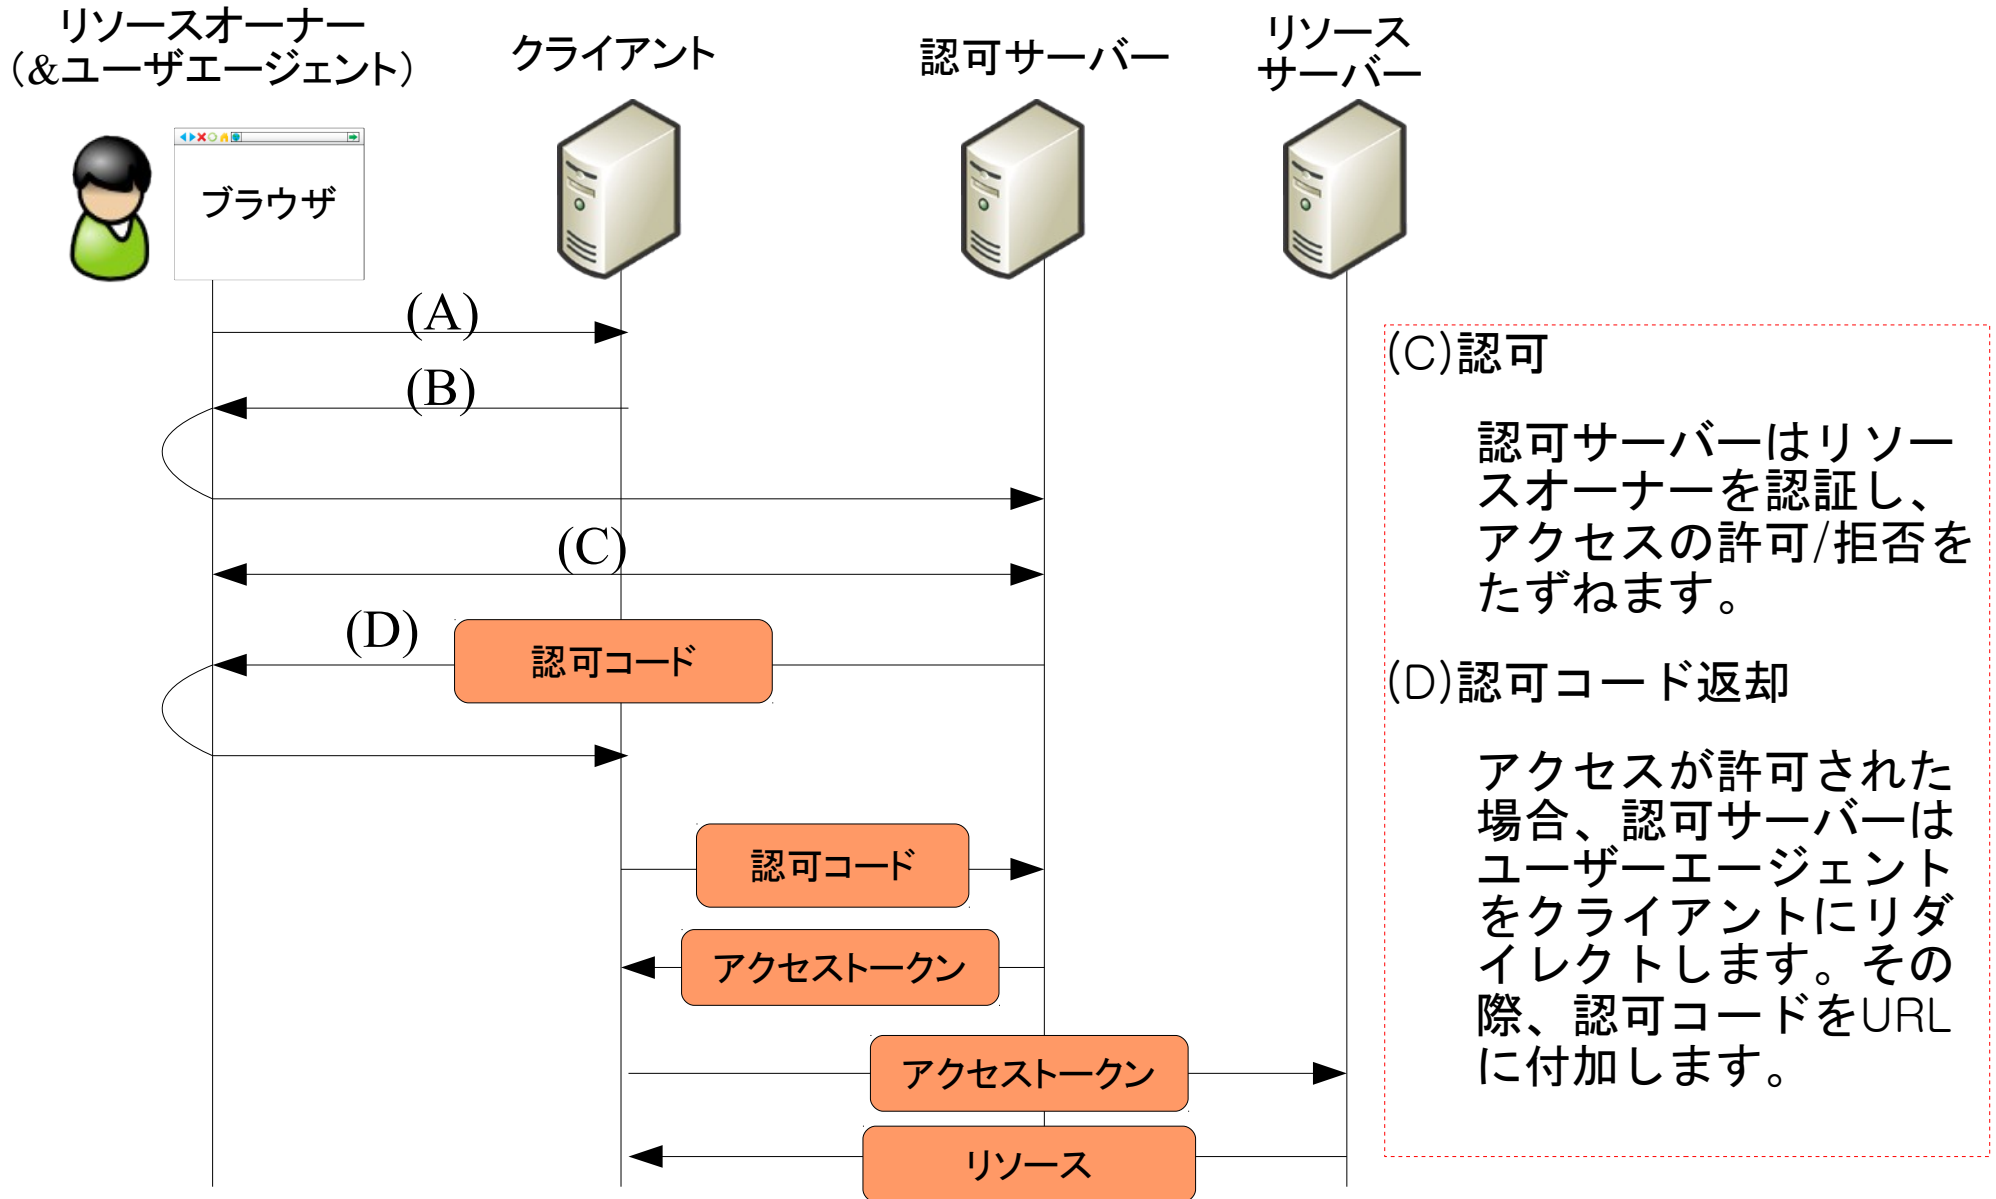 リソースオーナー
（&ユーザエージェント）
クライアント
認可サーバー
リソース
サーバー
ブラウザ
(A)
(B)
(C)
(D)
認可コード
認可コード
アクセストークン
アクセストークン
リソース
(C)認可
認可サーバーはリソー
スオーナーを認証し、
アクセスの許可/拒否を
たずねます。
(D)認可コード返却
アクセスが許可された
場合、認可サーバーは
ユーザーエージェント
をクライアントにリダ
イレクトします。その
際、認可コードをURL
に付加します。